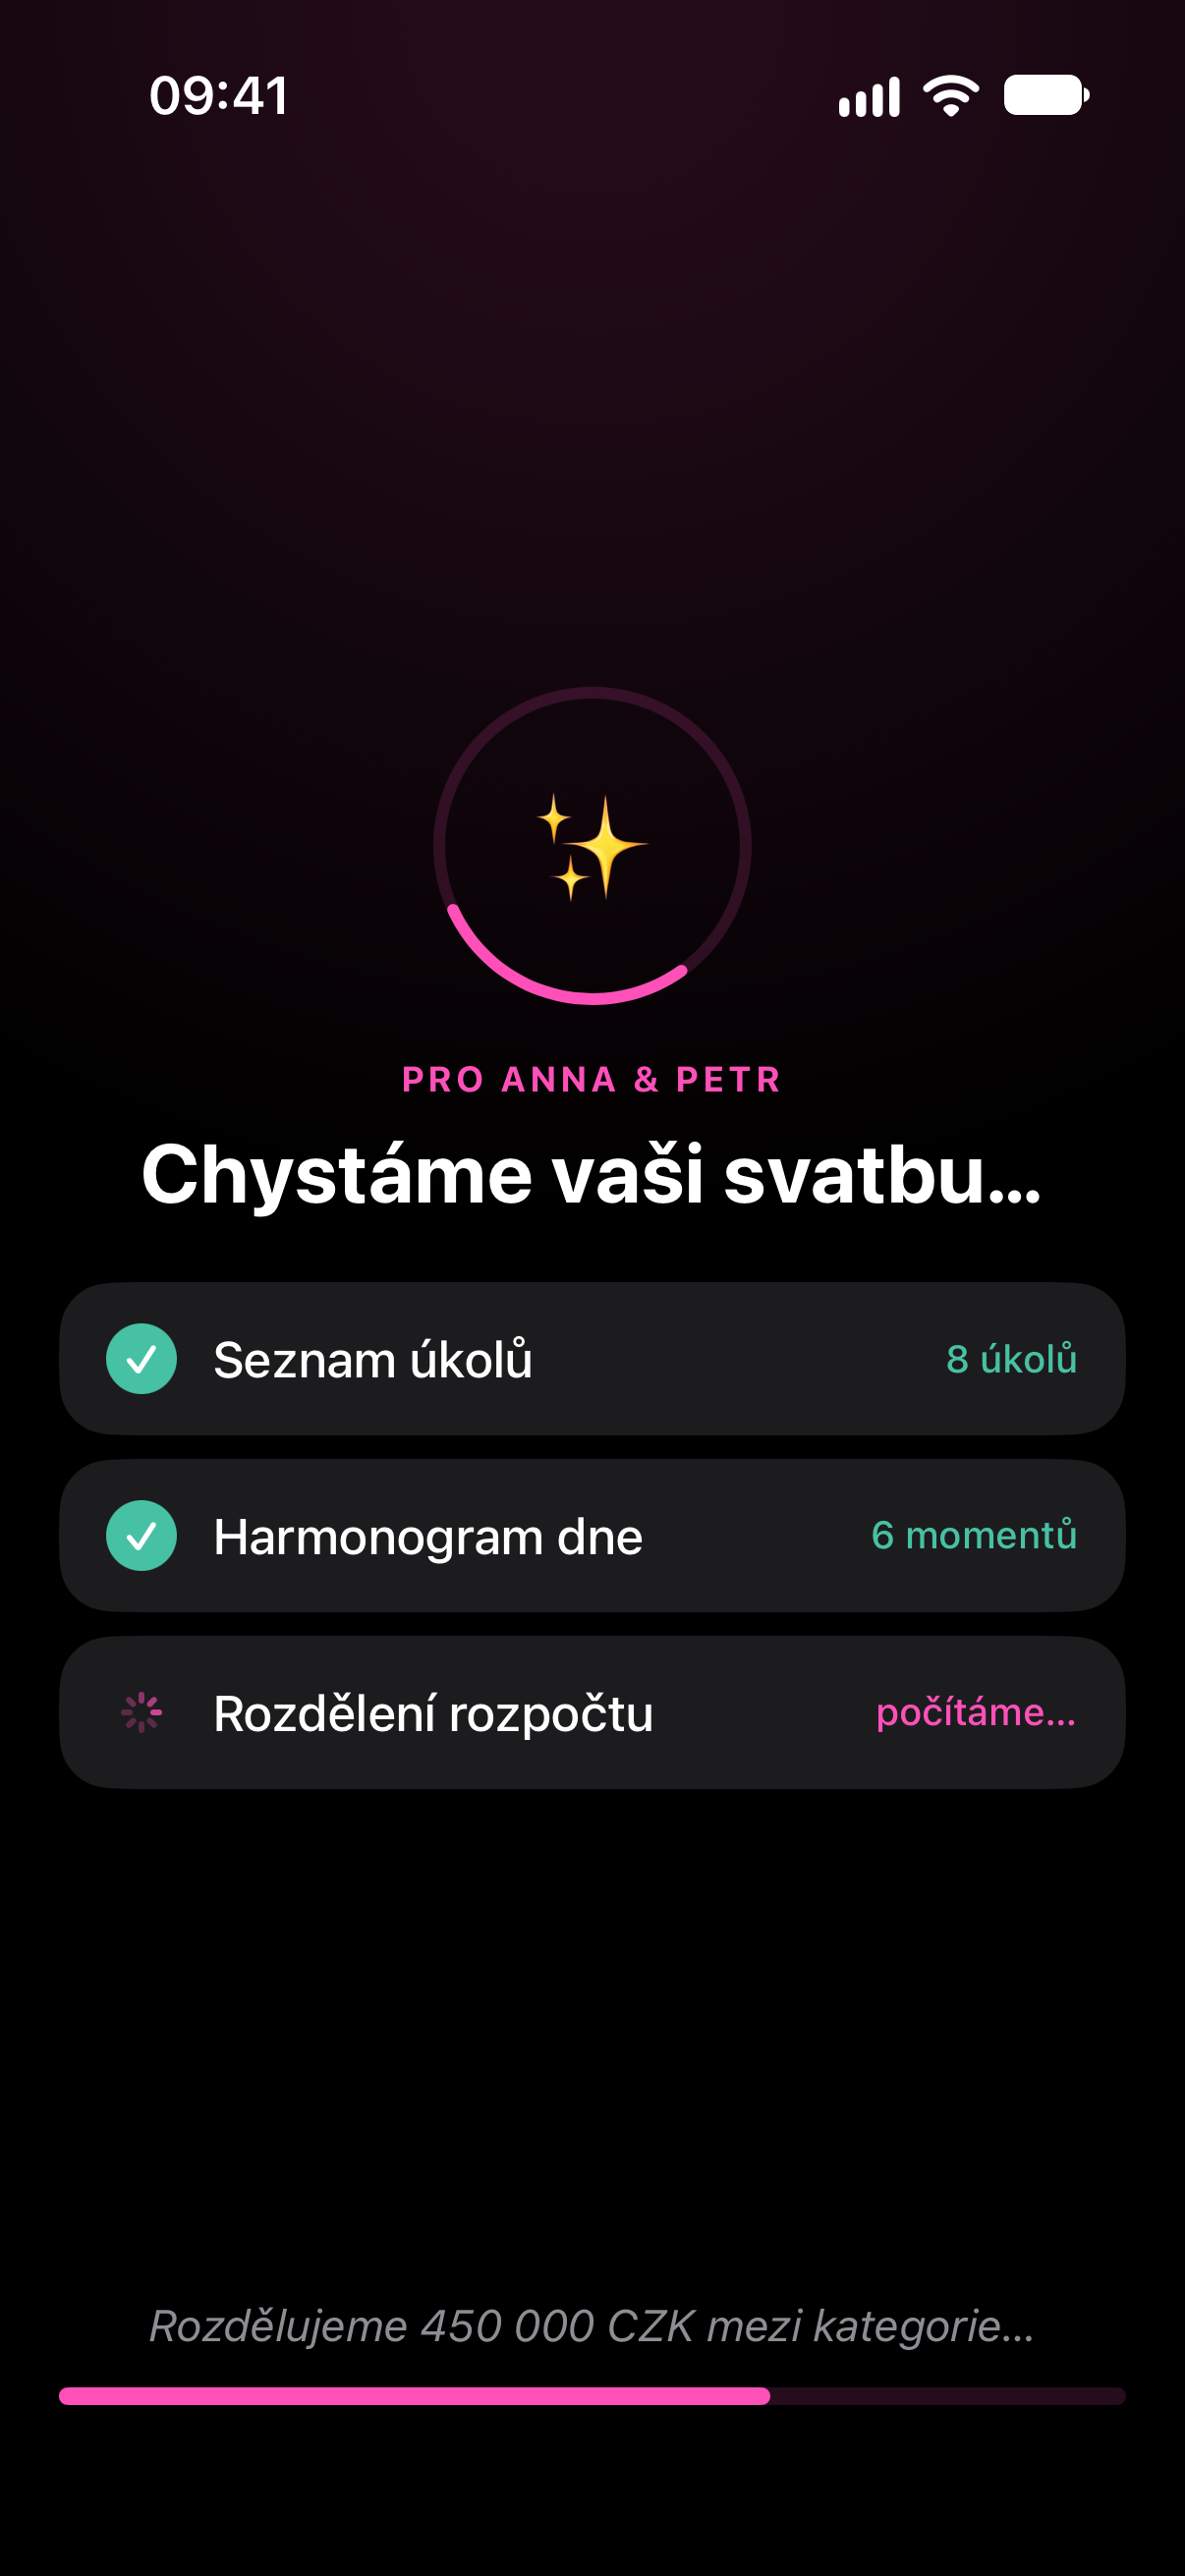 09:41
PRO ANNA & PETR
Chystáme vaši svatbu...
Seznam úkolů
8 úkolů
Harmonogram dne
6 momentů
Rozdělení rozpočtu
počítáme...
Rozdělujeme 450 000 CZK mezi kategorie...